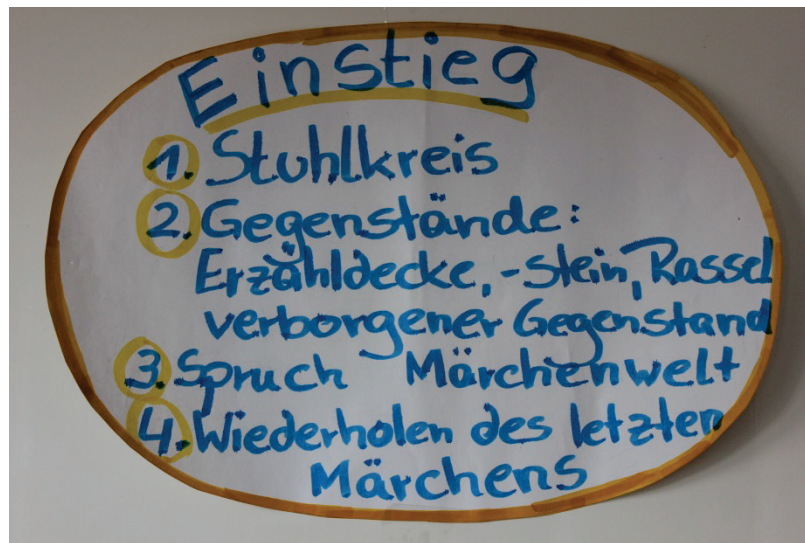 Einstieg
1. Stuhlkreis
2. Gegenstände:
Erzähldecke, -stein, Rassel
verborgener Gegenstand
3. Spruch Märchenwelt
4. Wiederholen des letzten
Märchens